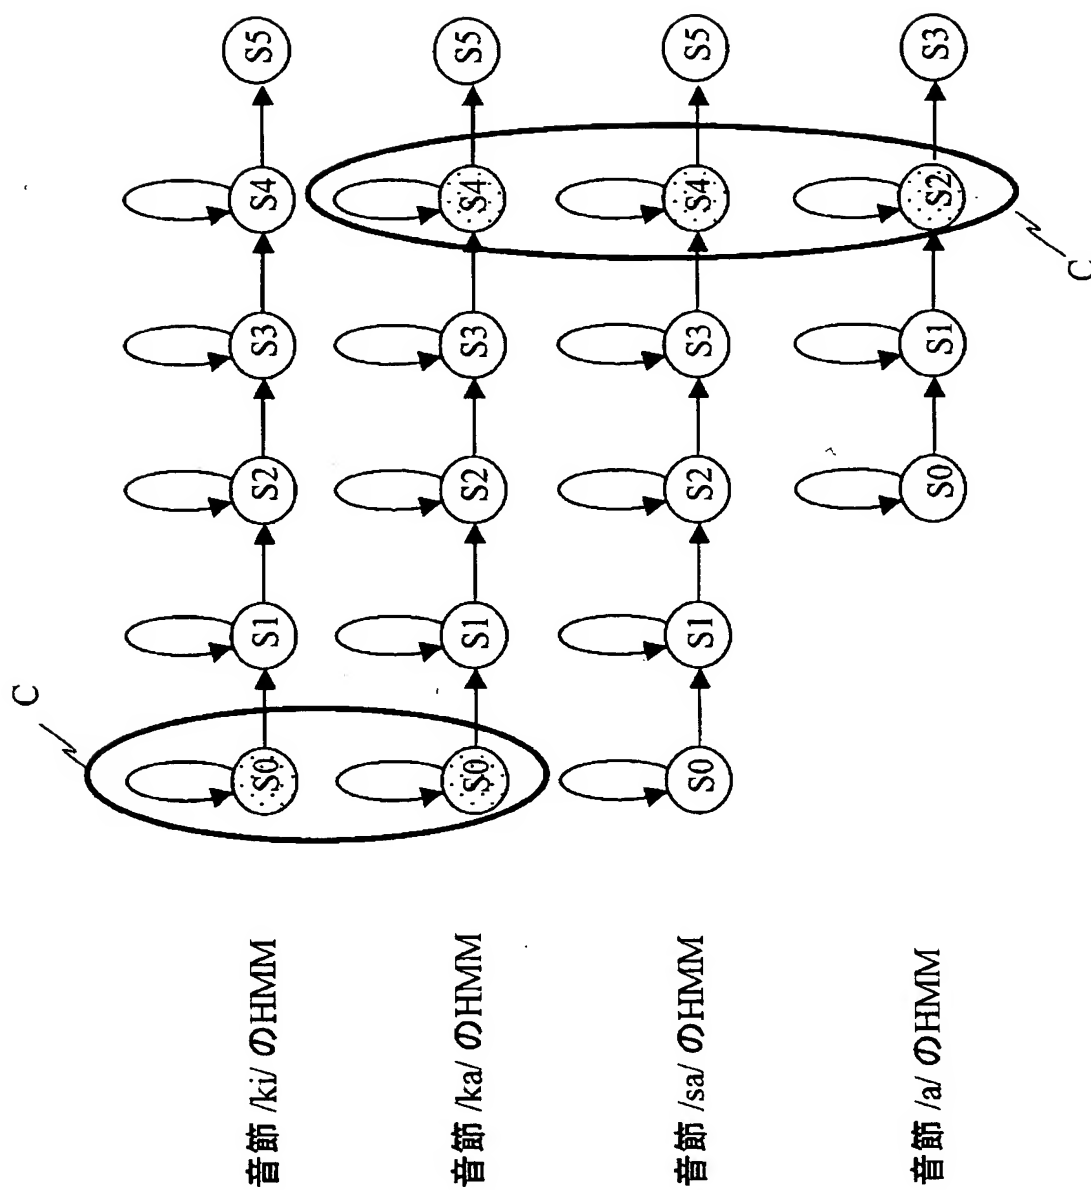 C
音節 /ki/ のHMM S0 S1 S2 S3 S4 S5
音節 /ka/ のHMM S0 S1 S2 S3 S4 S5
音節 /sa/ のHMM S0 S1 S2 S3 S4 S5
音節 /a/ のHMM S0 S1 S2 S3
C